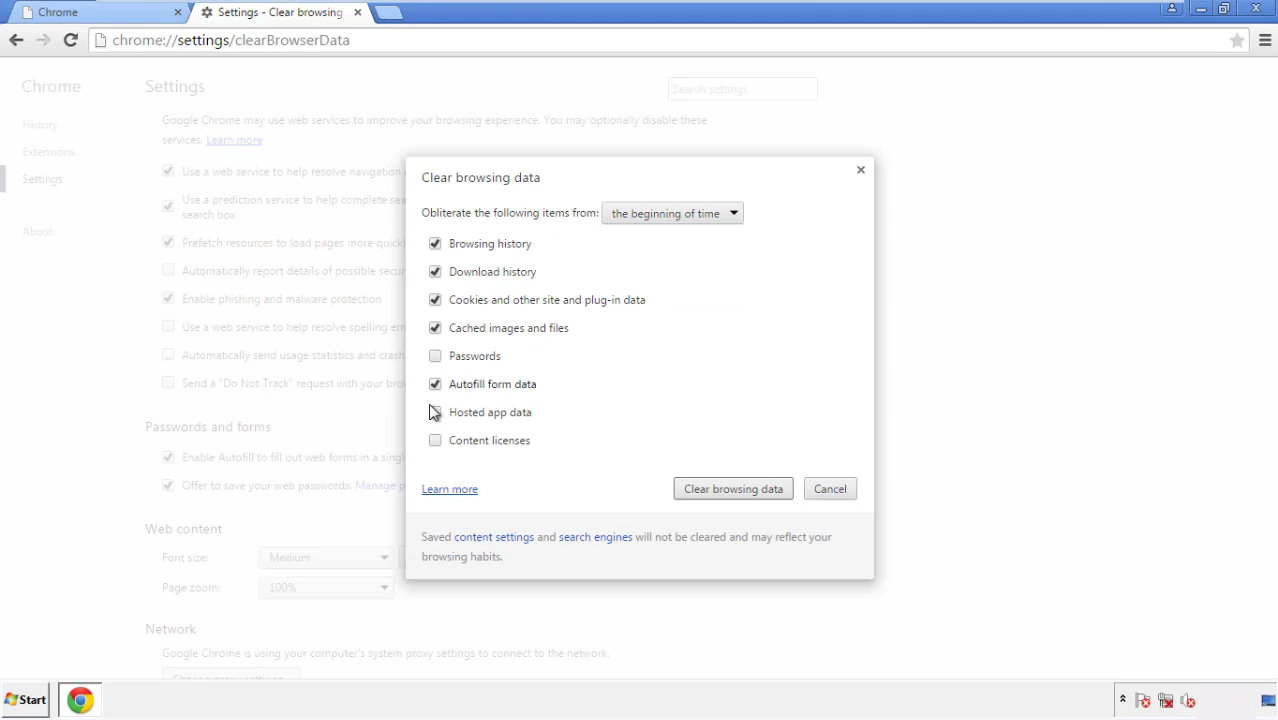 Chrome
Settings - Clear browsing
chrome://settings/clearBrowserData
Chrome
History
Extensions
Settings
About
Settings
Search settings
Google Chrome may use web services to improve your browsing experience. You may optionally disable these
services. Learn more
Use a web service to help resolve navigation
Use a prediction service to help complete
search box
Prefetch resources to load pages more
Automatically report details of possible
Enable phishing and malware protection
Use a web service to help resolve spelling
Automatically send usage statistics and
Send a "Do Not Track" request with your
Passwords and forms
Enable Autofill to fill out web forms in a
Offer to save your web passwords. Manage
Web content
Font size: Medium
Page zoom: 100%
Network
Google Chrome is using your computer's system proxy settings to connect to the network.
Clear browsing data
Obliterate the following items from: the beginning of time
Browsing history
Download history
Cookies and other site and plug-in data
Cached images and files
Passwords
Autofill form data
Hosted app data
Content licenses
Learn more
Clear browsing data
Cancel
Saved content settings and search engines will not be cleared and may reflect your
browsing habits.
Start